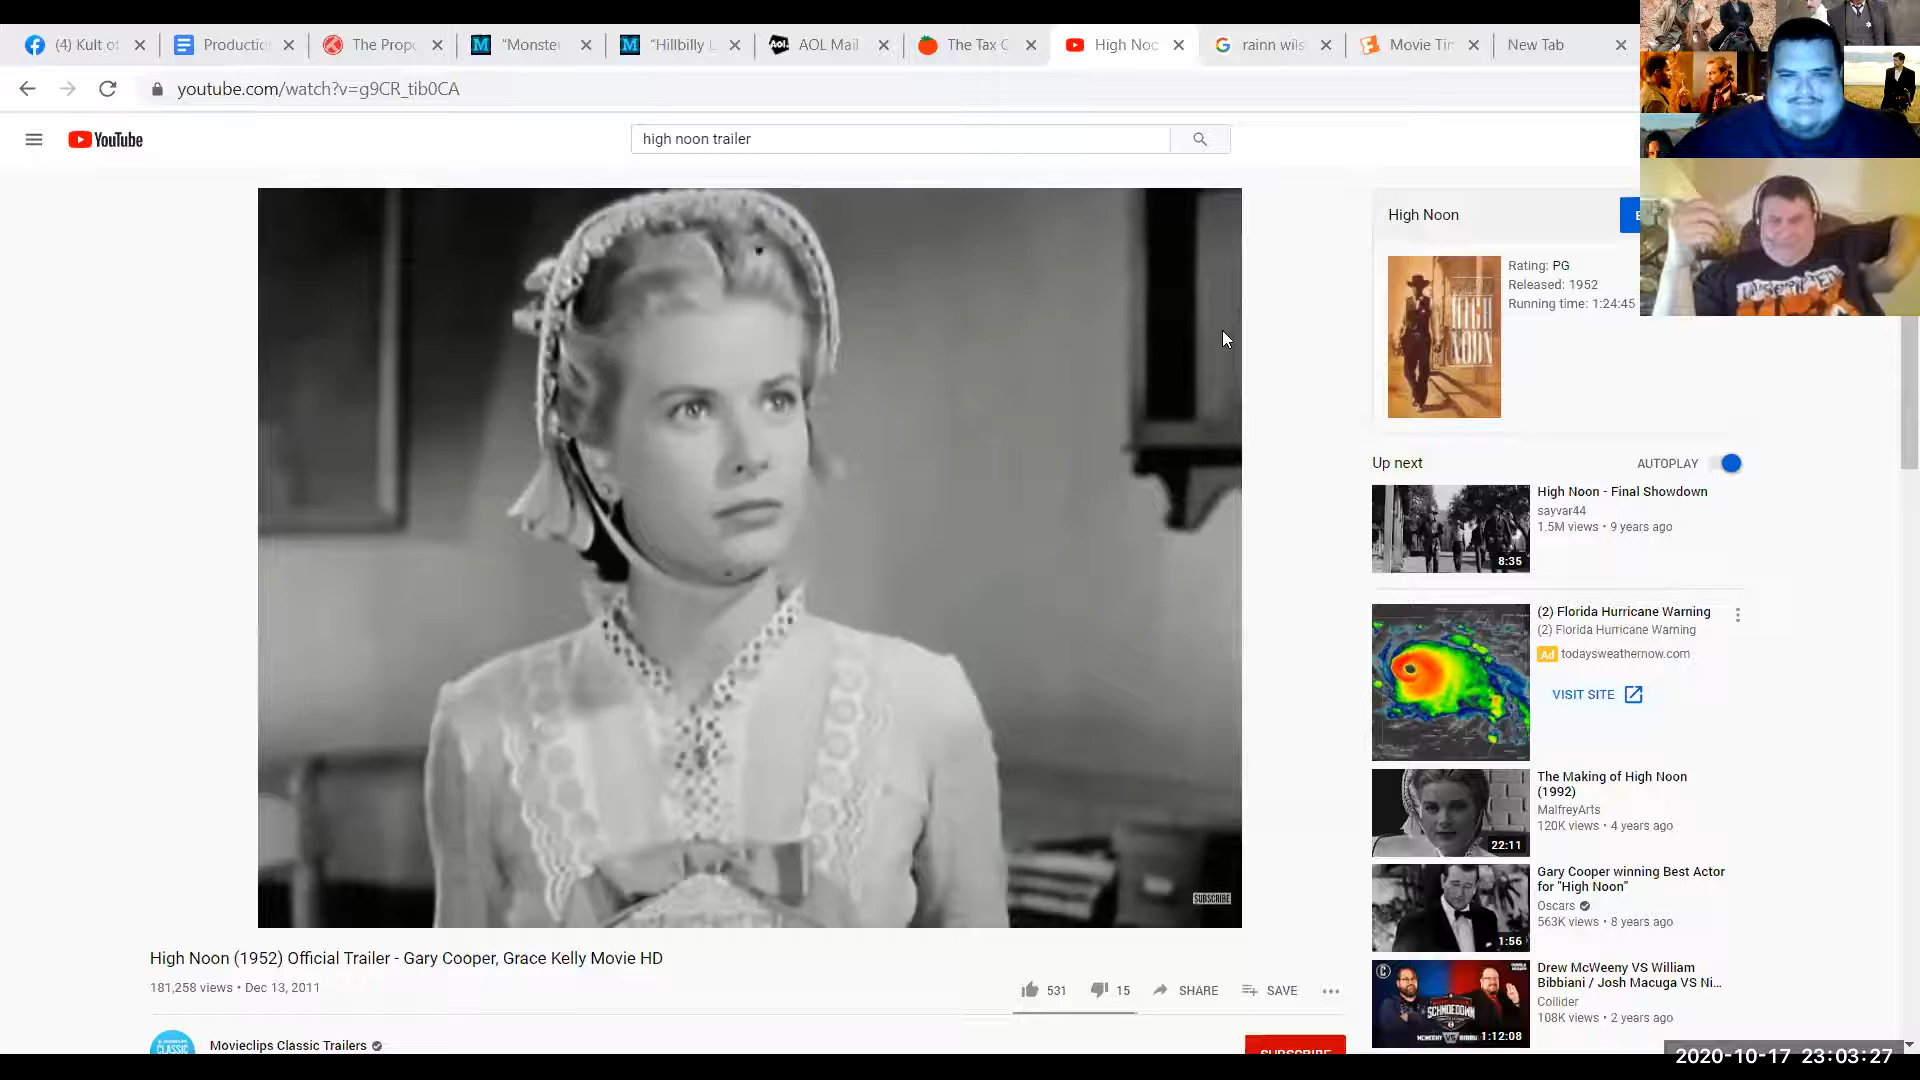 (4) Kult of
Productio
The Propo
"Monste
"Hillbilly L
AOL Mail
The Tax C
High Noo
rainn wils
Movie Tim
New Tab
youtube.com/watch?v=g9CR_tib0CA
YouTube
high noon trailer
High Noon
Rating: PG
Released: 1952
Running time: 1:24:45
HIGH
NOON
SUBSCRIBE
High Noon (1952) Official Trailer - Gary Cooper, Grace Kelly Movie HD
181,258 views • Dec 13, 2011
531
15
SHARE
SAVE
CLASSIC
Movieclips Classic Trailers
SUBSCRIBE
Up next
AUTOPLAY
High Noon - Final Showdown
sayvar44
1.5M views • 9 years ago
8:35
(2) Florida Hurricane Warning
(2) Florida Hurricane Warning
Ad todaysweathernow.com
VISIT SITE
The Making of High Noon
(1992)
MalfreyArts
120K views • 4 years ago
22:11
Gary Cooper winning Best Actor
for "High Noon"
Oscars
563K views • 8 years ago
1:56
Drew McWeeny VS William
Bibbiani / Josh Macuga VS Ni...
Collider
108K views • 2 years ago
SCHMOEDOWN
1:12:08
2020-10-17 23:03:27